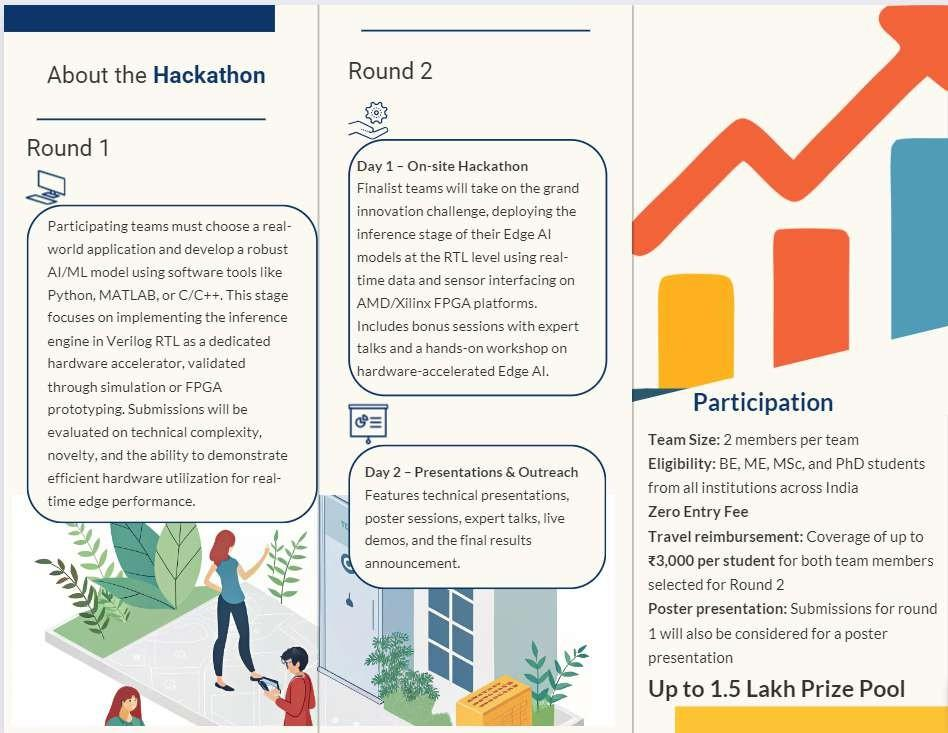 About the Hackathon
Round 1
Participating teams must choose a real-
world application and develop a robust
AI/ML model using software tools like
Python, MATLAB, or C/C++. This stage
focuses on implementing the inference
engine in Verilog RTL as a dedicated
hardware accelerator, validated
through simulation or FPGA
prototyping. Submissions will be
evaluated on technical complexity,
novelty, and the ability to demonstrate
efficient hardware utilization for real-
time edge performance.
Round 2
Day 1 – On-site Hackathon
Finalist teams will take on the grand
innovation challenge, deploying the
inference stage of their Edge AI
models at the RTL level using real-
time data and sensor interfacing on
AMD/Xilinx FPGA platforms.
Includes bonus sessions with expert
talks and a hands-on workshop on
hardware-accelerated Edge AI.
Day 2 – Presentations & Outreach
Features technical presentations,
poster sessions, expert talks, live
demos, and the final results
announcement.
Participation
Team Size: 2 members per team
Eligibility: BE, ME, MSc, and PhD students
from all institutions across India
Zero Entry Fee
Travel reimbursement: Coverage of up to
₹3,000 per student for both team members
selected for Round 2
Poster presentation: Submissions for round
1 will also be considered for a poster
presentation
Up to 1.5 Lakh Prize Pool